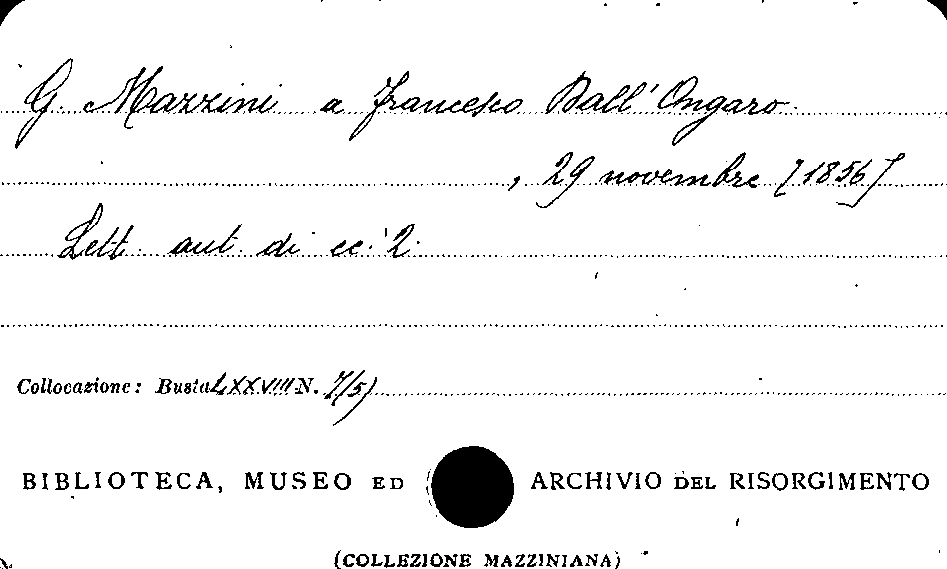 G. Mazzini a Francesco Dall'Ongaro.
, 29 novembre [1856]
Lett. aut. di cc. 2.
Collocazione: Busta LXXVIII N. 7/5)
BIBLIOTECA, MUSEO ED ARCHIVIO DEL RISORGIMENTO
(COLLEZIONE MAZZINIANA)